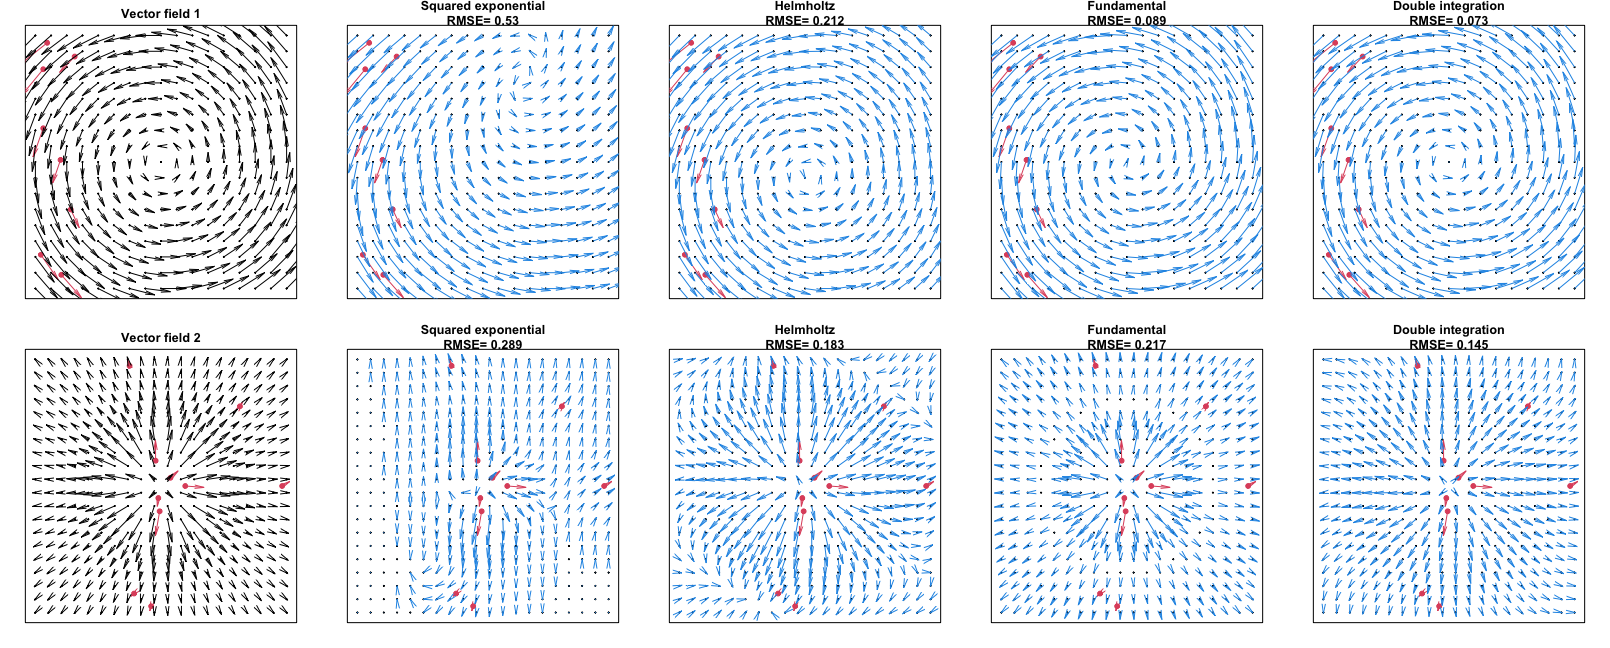 Vector field 1
Squared exponential
RMSE= 0.53
Helmholtz
RMSE= 0.212
Fundamental
RMSE= 0.089
Double integration
RMSE= 0.073
Vector field 2
Squared exponential
RMSE= 0.289
Helmholtz
RMSE= 0.183
Fundamental
RMSE= 0.217
Double integration
RMSE= 0.145